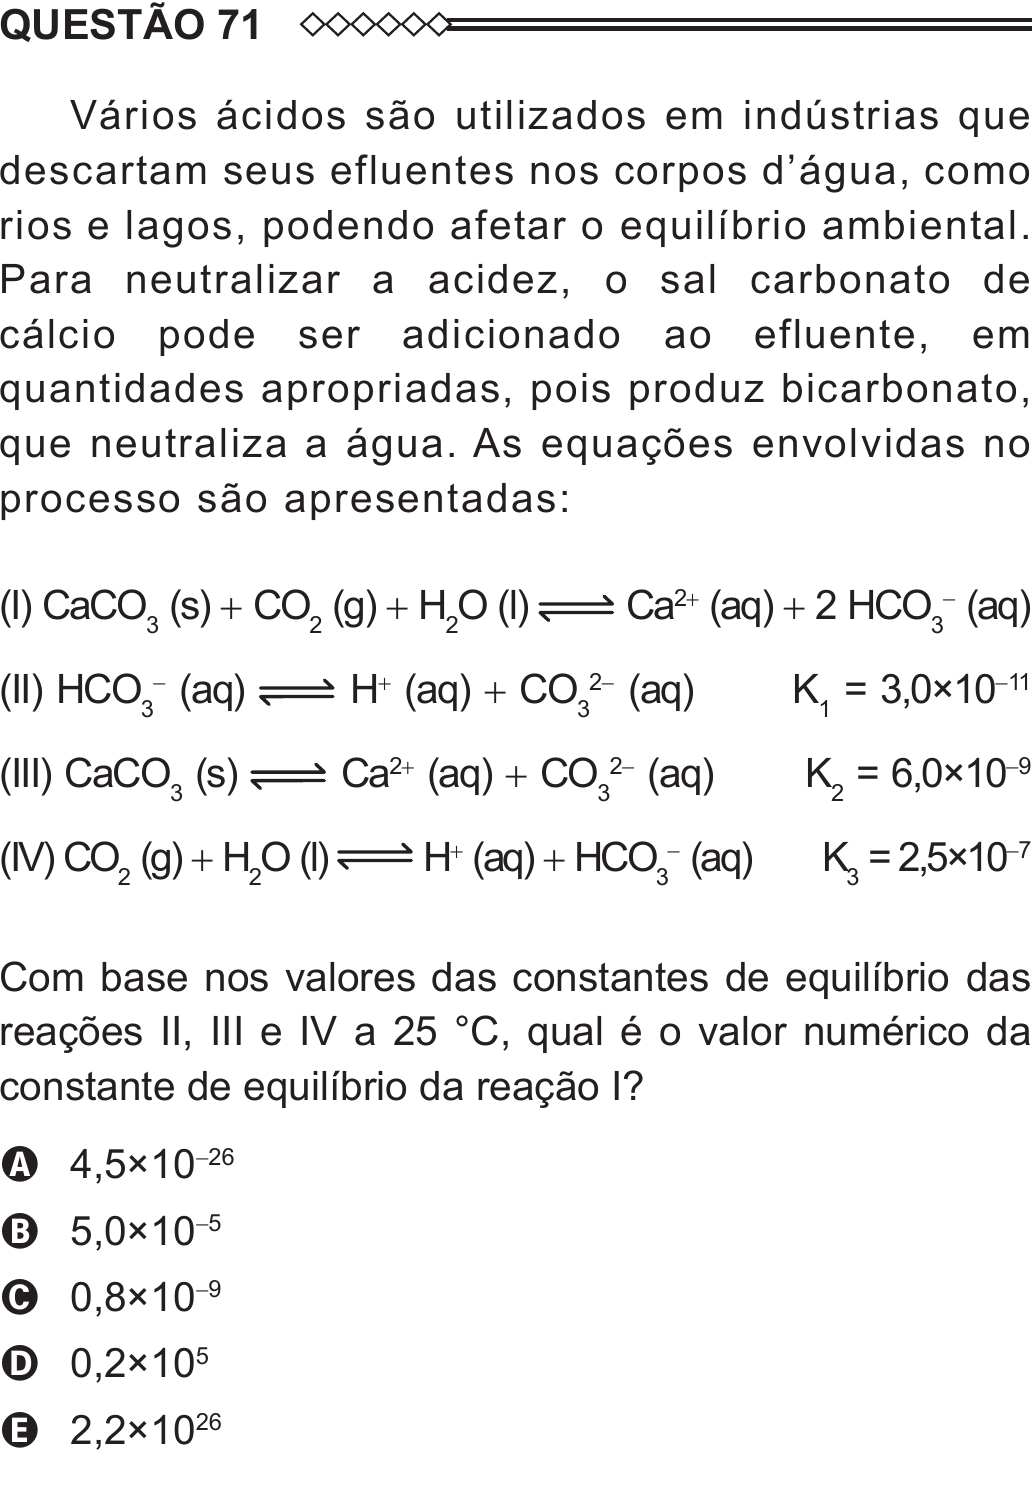 QUESTÃO 71
Vários ácidos são utilizados em indústrias que
descartam seus efluentes nos corpos d’água, como
rios e lagos, podendo afetar o equilíbrio ambiental.
Para neutralizar a acidez, o sal carbonato de
cálcio pode ser adicionado ao efluente, em
quantidades apropriadas, pois produz bicarbonato,
que neutraliza a água. As equações envolvidas no
processo são apresentadas:
(I) CaCO₃ (s) + CO₂ (g) + H₂O (l) ⇌ Ca²⁺ (aq) + 2 HCO₃⁻ (aq)
(II) HCO₃⁻ (aq) ⇌ H⁺ (aq) + CO₃²⁻ (aq) K₁ = 3,0×10⁻¹¹
(III) CaCO₃ (s) ⇌ Ca²⁺ (aq) + CO₃²⁻ (aq) K₂ = 6,0×10⁻⁹
(IV) CO₂ (g) + H₂O (l) ⇌ H⁺ (aq) + HCO₃⁻ (aq) K₃ = 2,5×10⁻⁷
Com base nos valores das constantes de equilíbrio das
reações II, III e IV a 25 °C, qual é o valor numérico da
constante de equilíbrio da reação I?
A 4,5×10⁻²⁶
B 5,0×10⁻⁵
C 0,8×10⁻⁹
D 0,2×10⁵
E 2,2×10²⁶